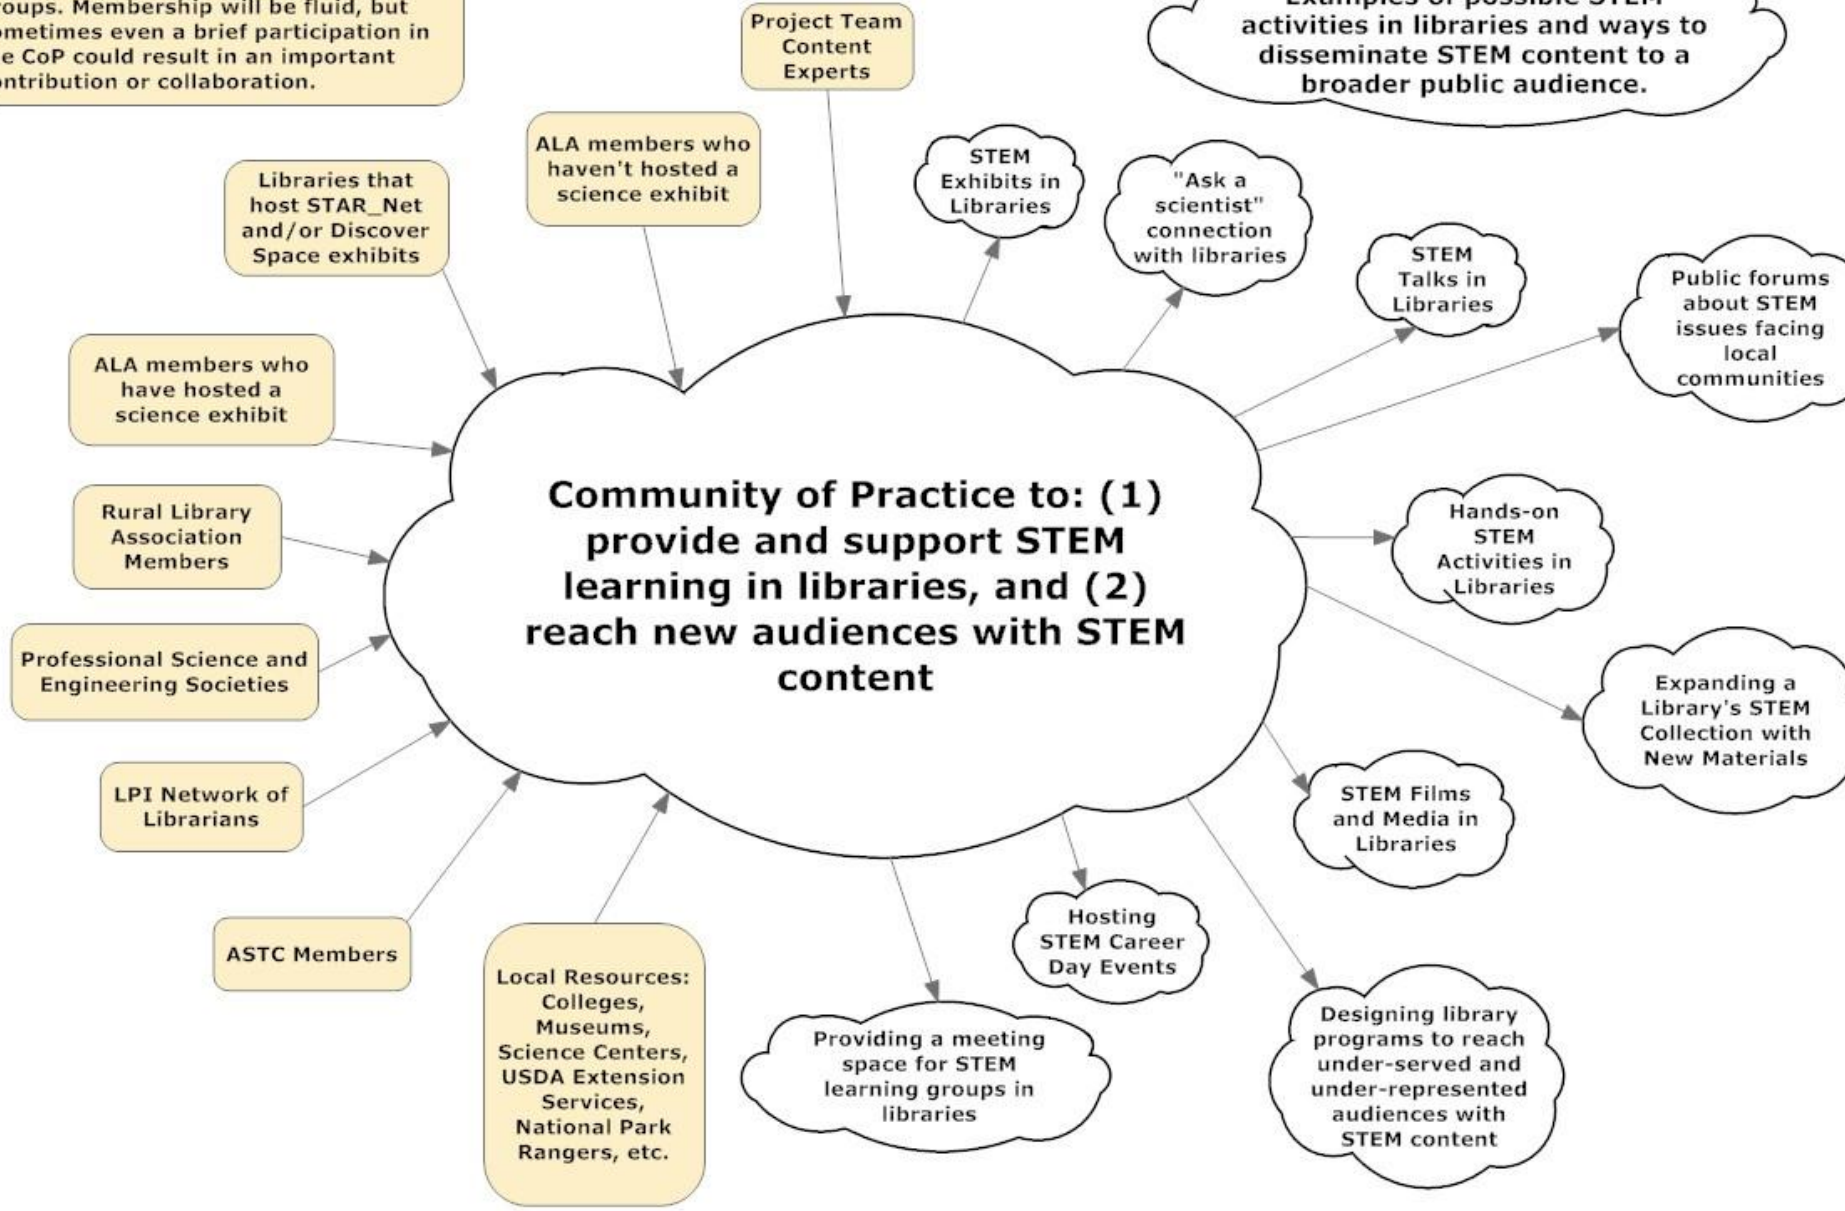 Membership will be fluid, but
even a brief participation in
CoP could result in an important
or collaboration.
Project Team
Content
Experts
Examples of possible STEM
activities in libraries and ways to
disseminate STEM content to a
broader public audience.
ALA members who
haven't hosted a
science exhibit
STEM
Exhibits in
Libraries
"Ask a
scientist"
connection
with libraries
Libraries that
host STAR_Net
and/or Discover
Space exhibits
STEM
Talks in
Libraries
Public forums
about STEM
issues facing
local
communities
ALA members who
have hosted a
science exhibit
Community of Practice to: (1)
provide and support STEM
learning in libraries, and (2)
reach new audiences with STEM
content
Rural Library
Association
Members
Hands-on
STEM
Activities in
Libraries
Professional Science and
Engineering Societies
Expanding a
Library's STEM
Collection with
New Materials
LPI Network of
Librarians
STEM Films
and Media in
Libraries
ASTC Members
Local Resources:
Colleges,
Museums,
Science Centers,
USDA Extension
Services,
National Park
Rangers, etc.
Hosting
STEM Career
Day Events
Providing a meeting
space for STEM
learning groups in
libraries
Designing library
programs to reach
under-served and
under-represented
audiences with
STEM content